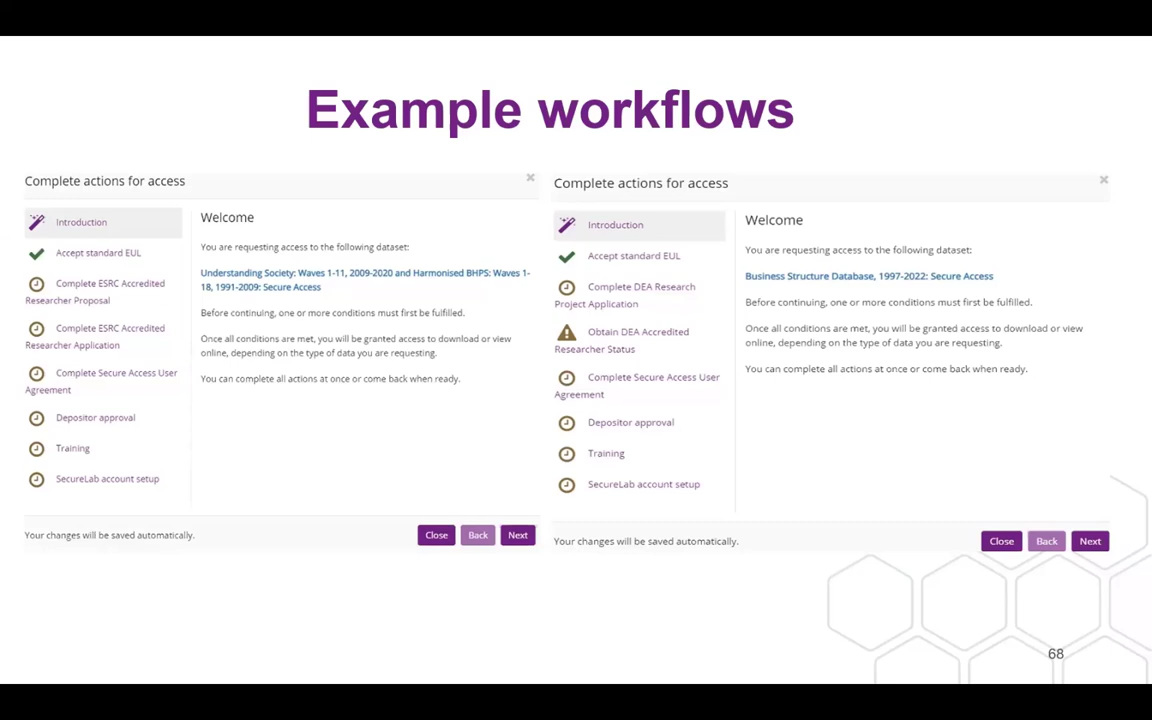 Example workflows
Complete actions for access
Introduction
Accept standard EUL
Complete ESRC Accredited
Researcher Proposal
Complete ESRC Accredited
Researcher Application
Complete Secure Access User
Agreement
Depositor approval
Training
SecureLab account setup
Welcome
You are requesting access to the following dataset:
Understanding Society: Waves 1-11, 2009-2020 and Harmonised BHPS: Waves 1-
18, 1991-2009: Secure Access
Before continuing, one or more conditions must first be fulfilled.
Once all conditions are met, you will be granted access to download or view
online, depending on the type of data you are requesting.
You can complete all actions at once or come back when ready.
Your changes will be saved automatically.
Close
Back
Next
Complete actions for access
Introduction
Accept standard EUL
Complete DEA Research
Project Application
Obtain DEA Accredited
Researcher Status
Complete Secure Access User
Agreement
Depositor approval
Training
SecureLab account setup
Welcome
You are requesting access to the following dataset:
Business Structure Database, 1997-2022: Secure Access
Before continuing, one or more conditions must first be fulfilled.
Once all conditions are met, you will be granted access to download or view
online, depending on the type of data you are requesting.
You can complete all actions at once or come back when ready.
Your changes will be saved automatically.
Close
Back
Next
68